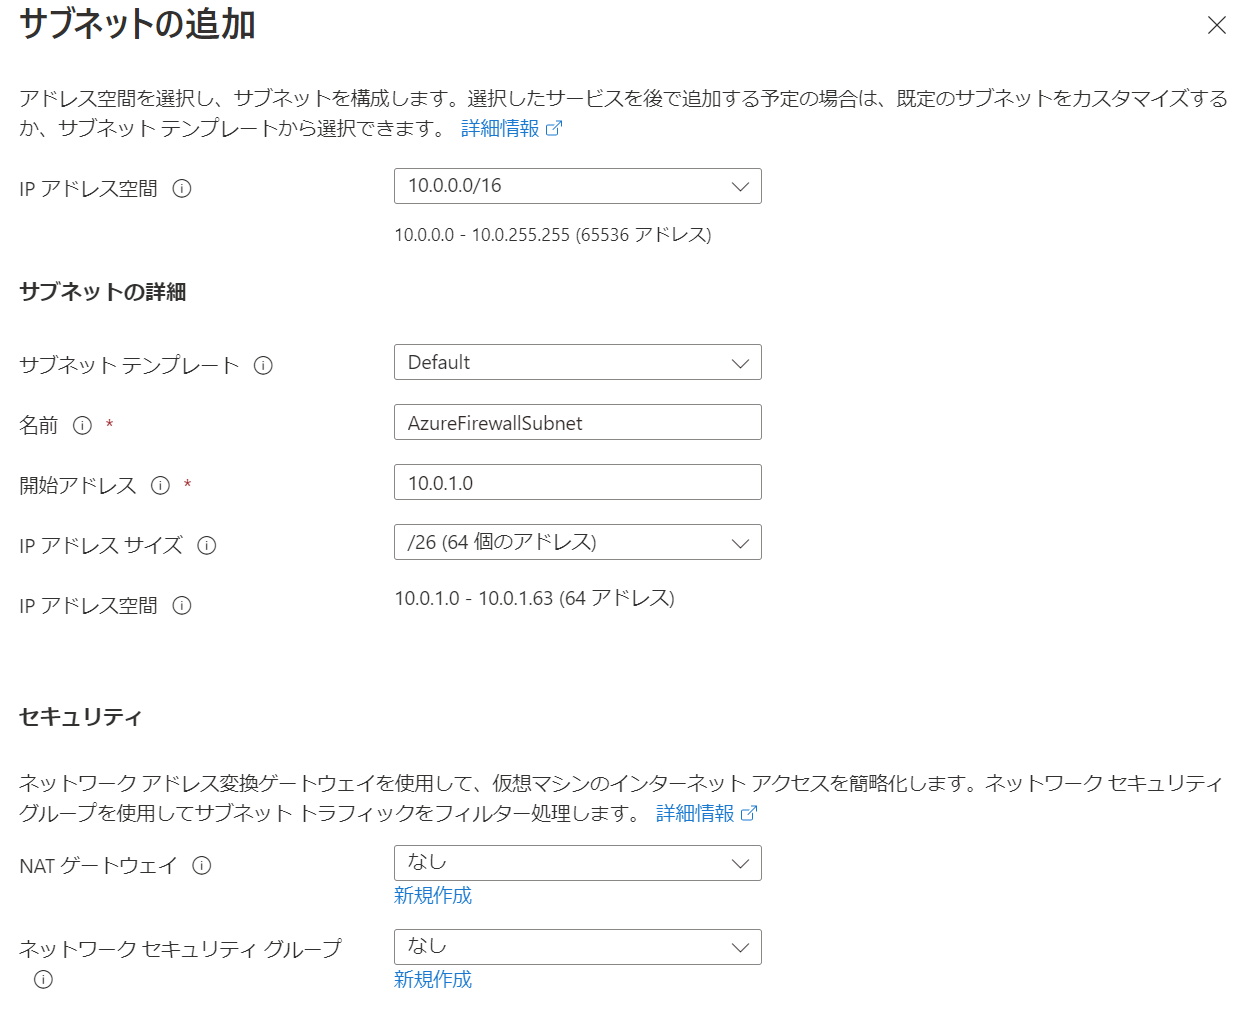 サブネットの追加
アドレス空間を選択し、サブネットを構成します。選択したサービスを後で追加する予定の場合は、既定のサブネットをカスタマイズする
か、サブネット テンプレートから選択できます。 詳細情報
IP アドレス空間
10.0.0.0/16
10.0.0.0 - 10.0.255.255 (65536 アドレス)
サブネットの詳細
サブネット テンプレート
Default
名前 *
AzureFirewallSubnet
開始アドレス *
10.0.1.0
IP アドレス サイズ
/26 (64 個のアドレス)
IP アドレス空間
10.0.1.0 - 10.0.1.63 (64 アドレス)
セキュリティ
ネットワーク アドレス変換ゲートウェイを使用して、仮想マシンのインターネット アクセスを簡略化します。ネットワーク セキュリティ
グループを使用してサブネット トラフィックをフィルター処理します。 詳細情報
NAT ゲートウェイ
なし
新規作成
ネットワーク セキュリティ グループ
なし
新規作成